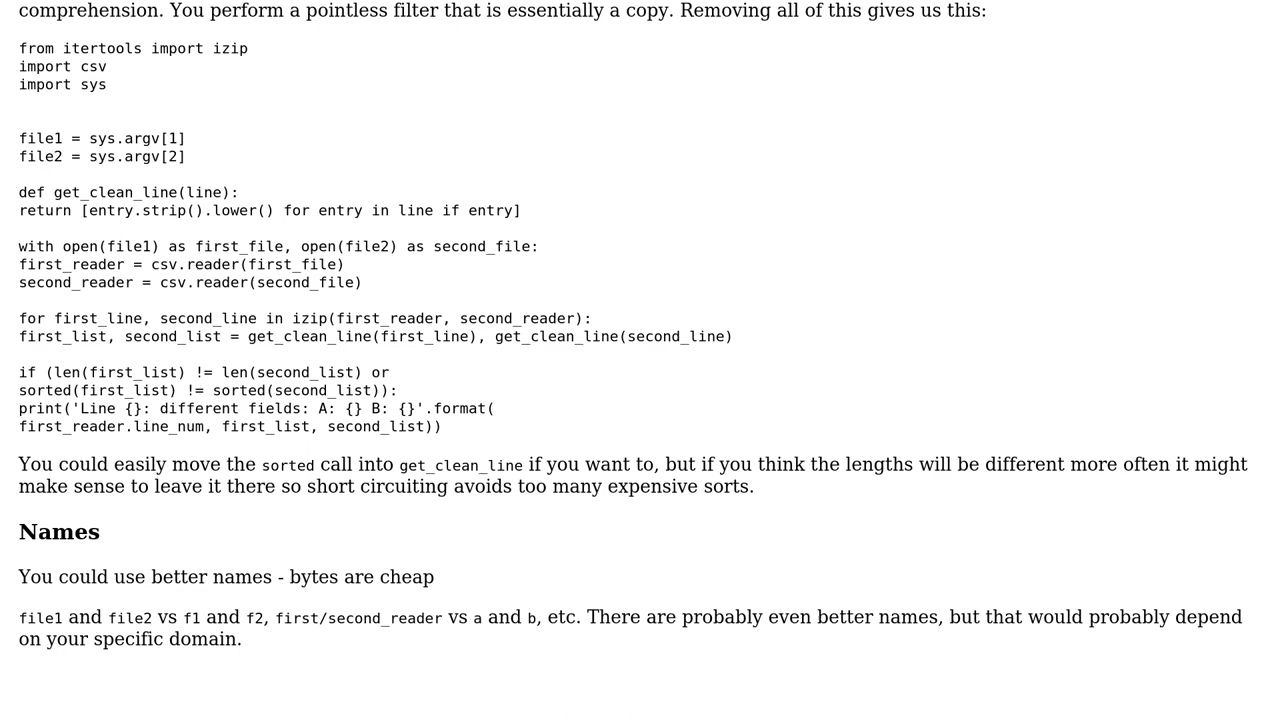 comprehension. You perform a pointless filter that is essentially a copy. Removing all of this gives us this:
from itertools import izip
import csv
import sys
file1 = sys.argv[1]
file2 = sys.argv[2]
def get_clean_line(line):
return [entry.strip().lower() for entry in line if entry]
with open(file1) as first_file, open(file2) as second_file:
first_reader = csv.reader(first_file)
second_reader = csv.reader(second_file)
for first_line, second_line in izip(first_reader, second_reader):
first_list, second_list = get_clean_line(first_line), get_clean_line(second_line)
if (len(first_list) != len(second_list) or
sorted(first_list) != sorted(second_list)):
print('Line {}: different fields: A: {} B: {}'.format(
first_reader.line_num, first_list, second_list))
You could easily move the sorted call into get_clean_line if you want to, but if you think the lengths will be different more often it might
make sense to leave it there so short circuiting avoids too many expensive sorts.
Names
You could use better names - bytes are cheap
file1 and file2 vs f1 and f2, first/second_reader vs a and b, etc. There are probably even better names, but that would probably depend
on your specific domain.